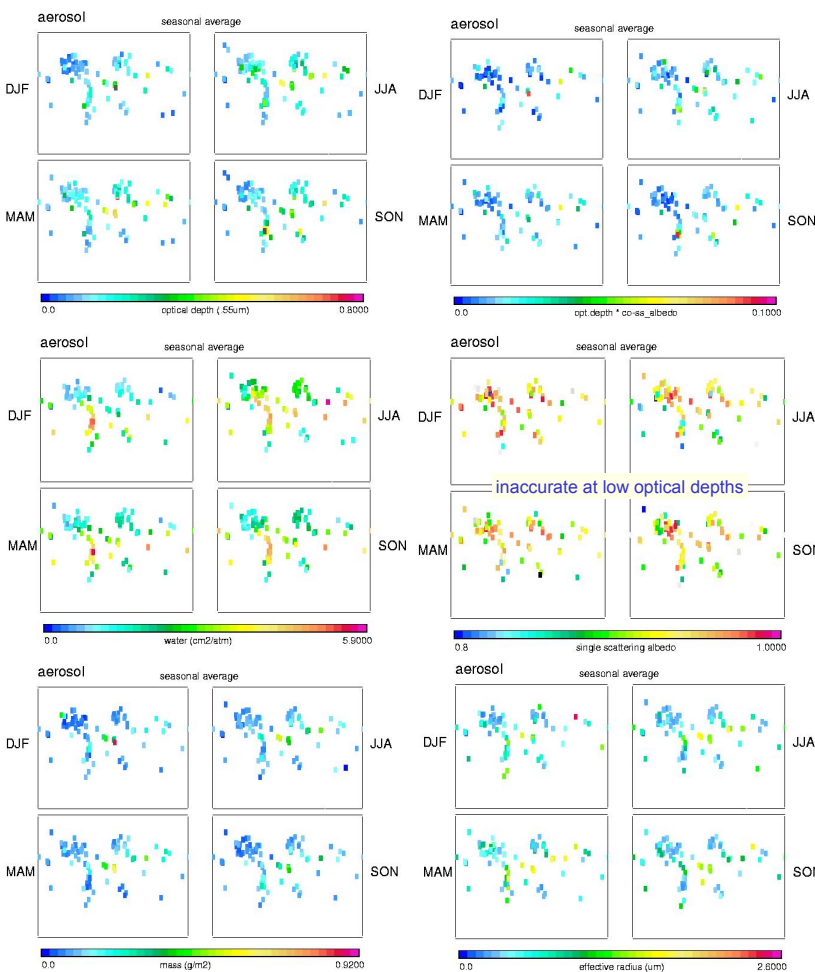 aerosol
seasonal average
DJF
JJA
MAM
SON
0.0
optical depth (.55um)
0.8000
aerosol
seasonal average
DJF
JJA
MAM
SON
0.0
opt.depth * co-sa_albedo
0.1000
aerosol
seasonal average
DJF
JJA
MAM
SON
0.0
water (cm2/atm)
5.9000
aerosol
seasonal average
DJF
JJA
inaccurate at low optical depths
MAM
SON
0.8
single scattering albedo
1.0000
aerosol
seasonal average
DJF
JJA
MAM
SON
0.0
mass (g/m2)
0.9200
aerosol
seasonal average
DJF
JJA
MAM
SON
0.0
effective radius (um)
2.6000